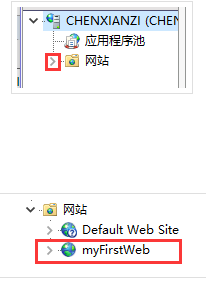 CHENXIANZI (CHEN
应用程序池
网站
网站
Default Web Site
myFirstWeb